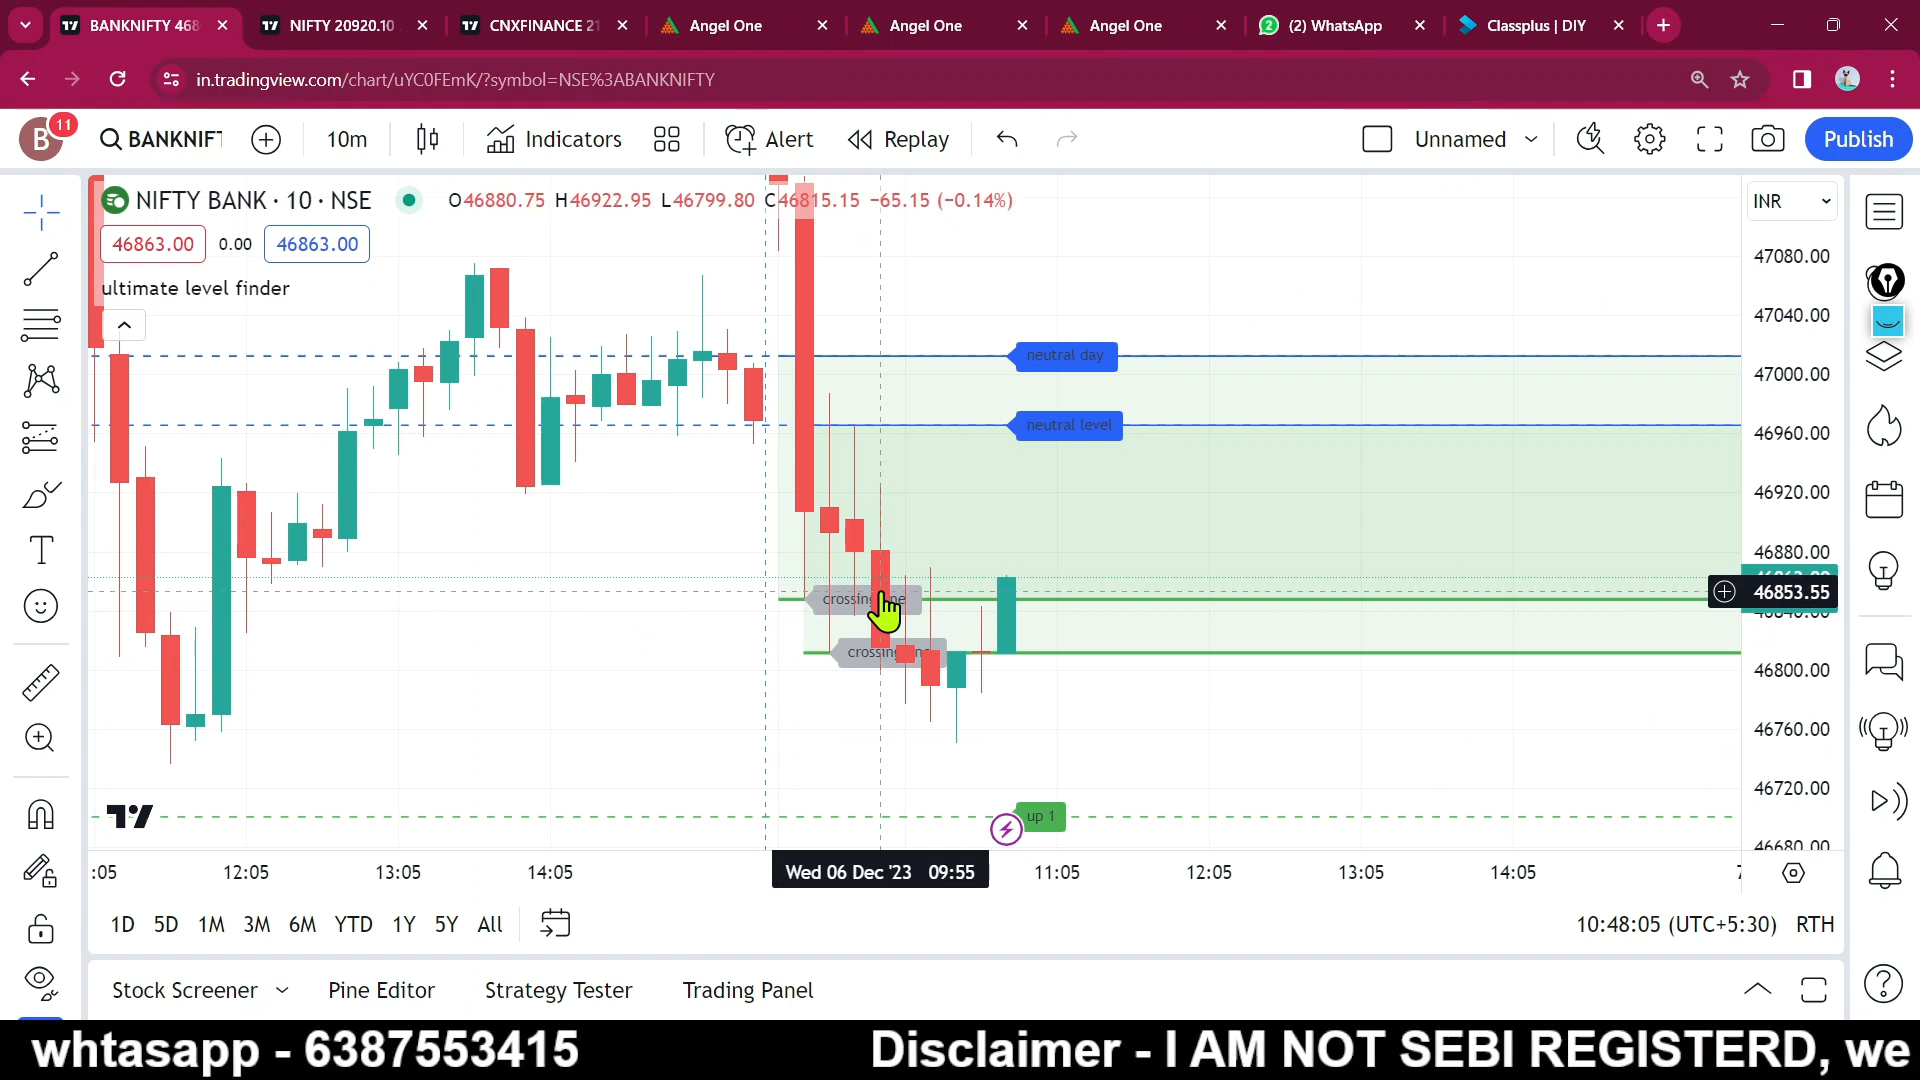 BANKNIFTY 468
NIFTY 20920.10
CNXFINANCE 21
Angel One
Angel One
Angel One
(2) WhatsApp
Classplus | DIY
in.tradingview.com/chart/uYC0FEmK/?symbol=NSE%3ABANKNIFTY
B
11
BANKNIFT
10m
Indicators
Alert
Replay
Unnamed
Publish
NIFTY BANK · 10 · NSE
O46880.75 H46922.95 L46799.80 C46815.15 −65.15 (−0.14%)
INR
46863.00
0.00
46863.00
47080.00
ultimate level finder
47040.00
neutral day
47000.00
neutral level
46960.00
46920.00
46880.00
46853.55
46800.00
46760.00
46720.00
up 1
46680.00
:05
12:05
13:05
14:05
Wed 06 Dec '23 09:55
11:05
12:05
13:05
14:05
1D 5D 1M 3M 6M YTD 1Y 5Y All
10:48:05 (UTC+5:30) RTH
Stock Screener
Pine Editor
Strategy Tester
Trading Panel
whtasapp - 6387553415
Disclaimer - I AM NOT SEBI REGISTERD, we